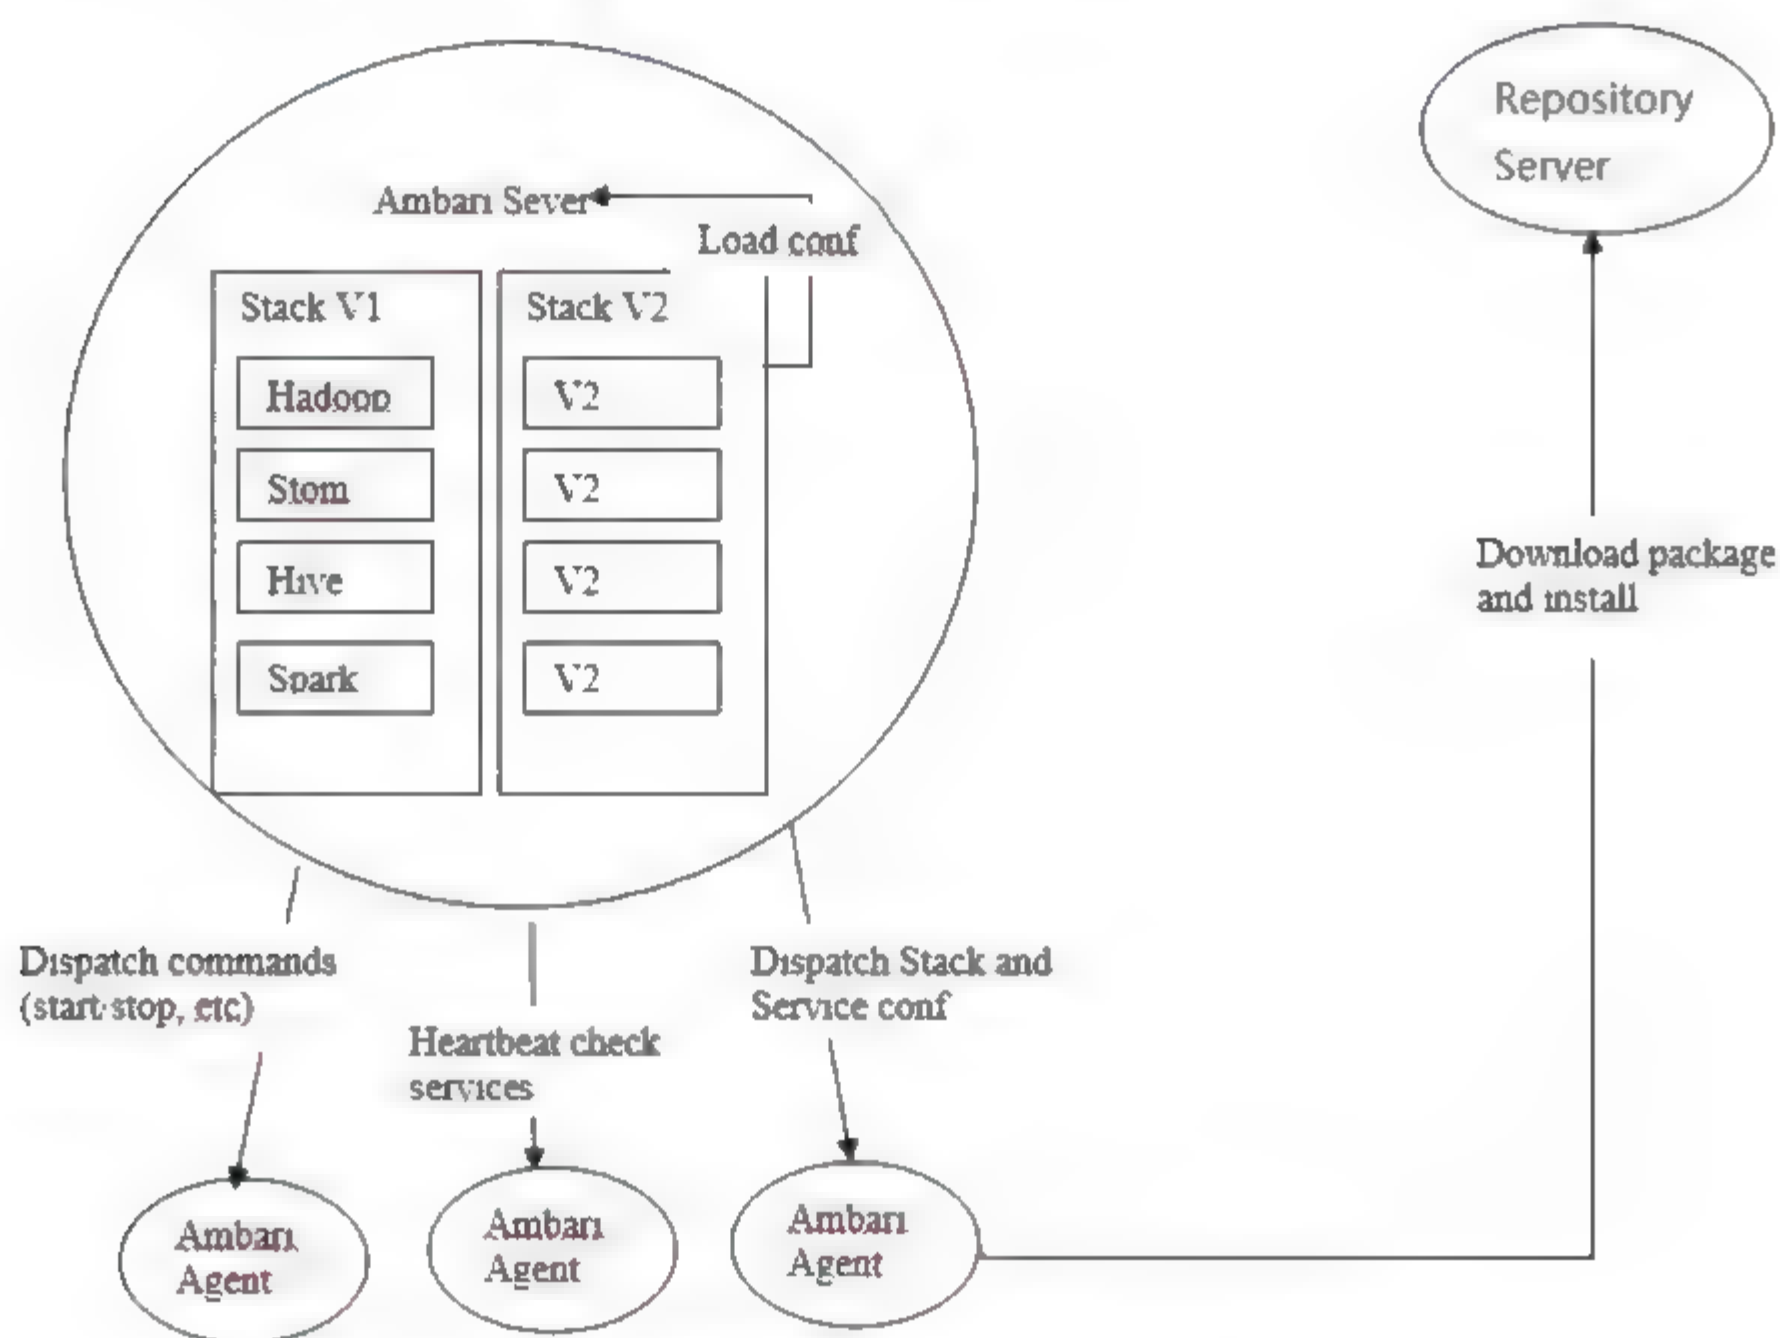 Repository
Server
Ambari Sever
Load conf
Stack V1
Stack V2
Hadoop
V2
Stom
V2
Hive
V2
Spark
V2
Download package
and install
Dispatch commands
(start·stop, etc)
Dispatch Stack and
Service conf
Heartbeat check
services
Ambari
Agent
Ambari
Agent
Ambari
Agent